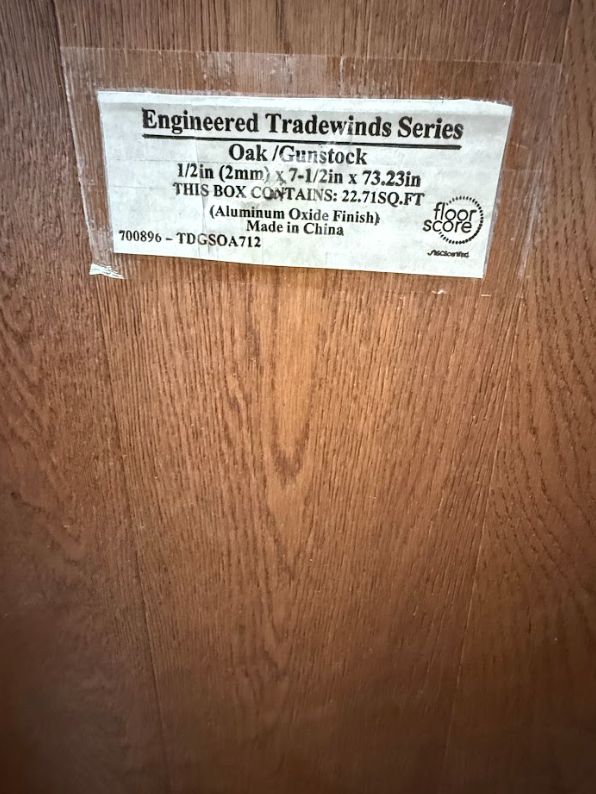 Engineered Tradewinds Series
Oak /Gunstock
1/2in (2mm) x 7-1/2in x 73.23in
THIS BOX CONTAINS: 22.71SQ.FT
(Aluminum Oxide Finish)
Made in China
700896 - TDGSOA712
floor
score